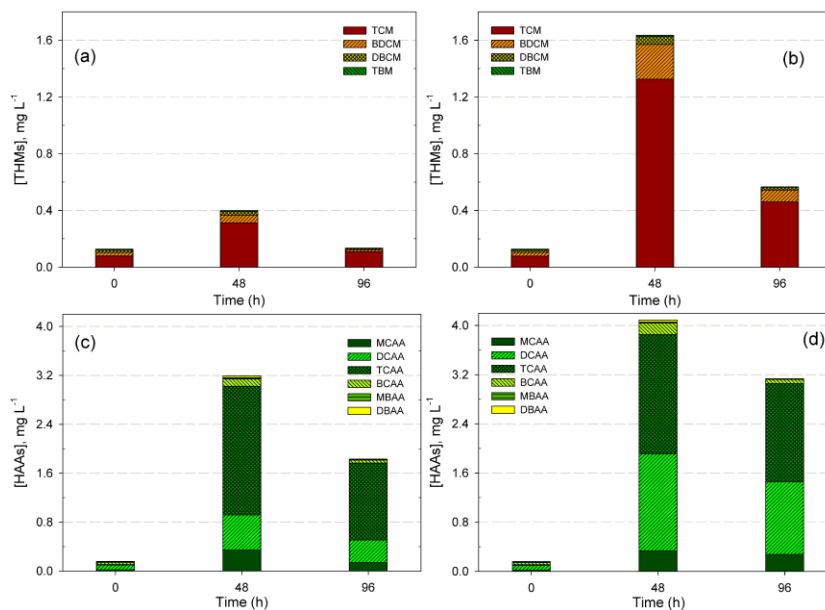 (a)
TCM
BDCM
DBCM
TBM
[THMs], mg L⁻¹
1.6
1.2
0.8
0.4
0.0
0 48 96
Time (h)
(b)
TCM
BDCM
DBCM
TBM
[THMs], mg L⁻¹
1.6
1.2
0.8
0.4
0.0
0 48 96
Time (h)
(c)
MCAA
DCAA
TCAA
BCAA
MBAA
DBAA
[HAAs], mg L⁻¹
4.0
3.2
2.4
1.6
0.8
0.0
0 48 96
Time (h)
(d)
MCAA
DCAA
TCAA
BCAA
MBAA
DBAA
[HAAs], mg L⁻¹
4.0
3.2
2.4
1.6
0.8
0.0
0 48 96
Time (h)